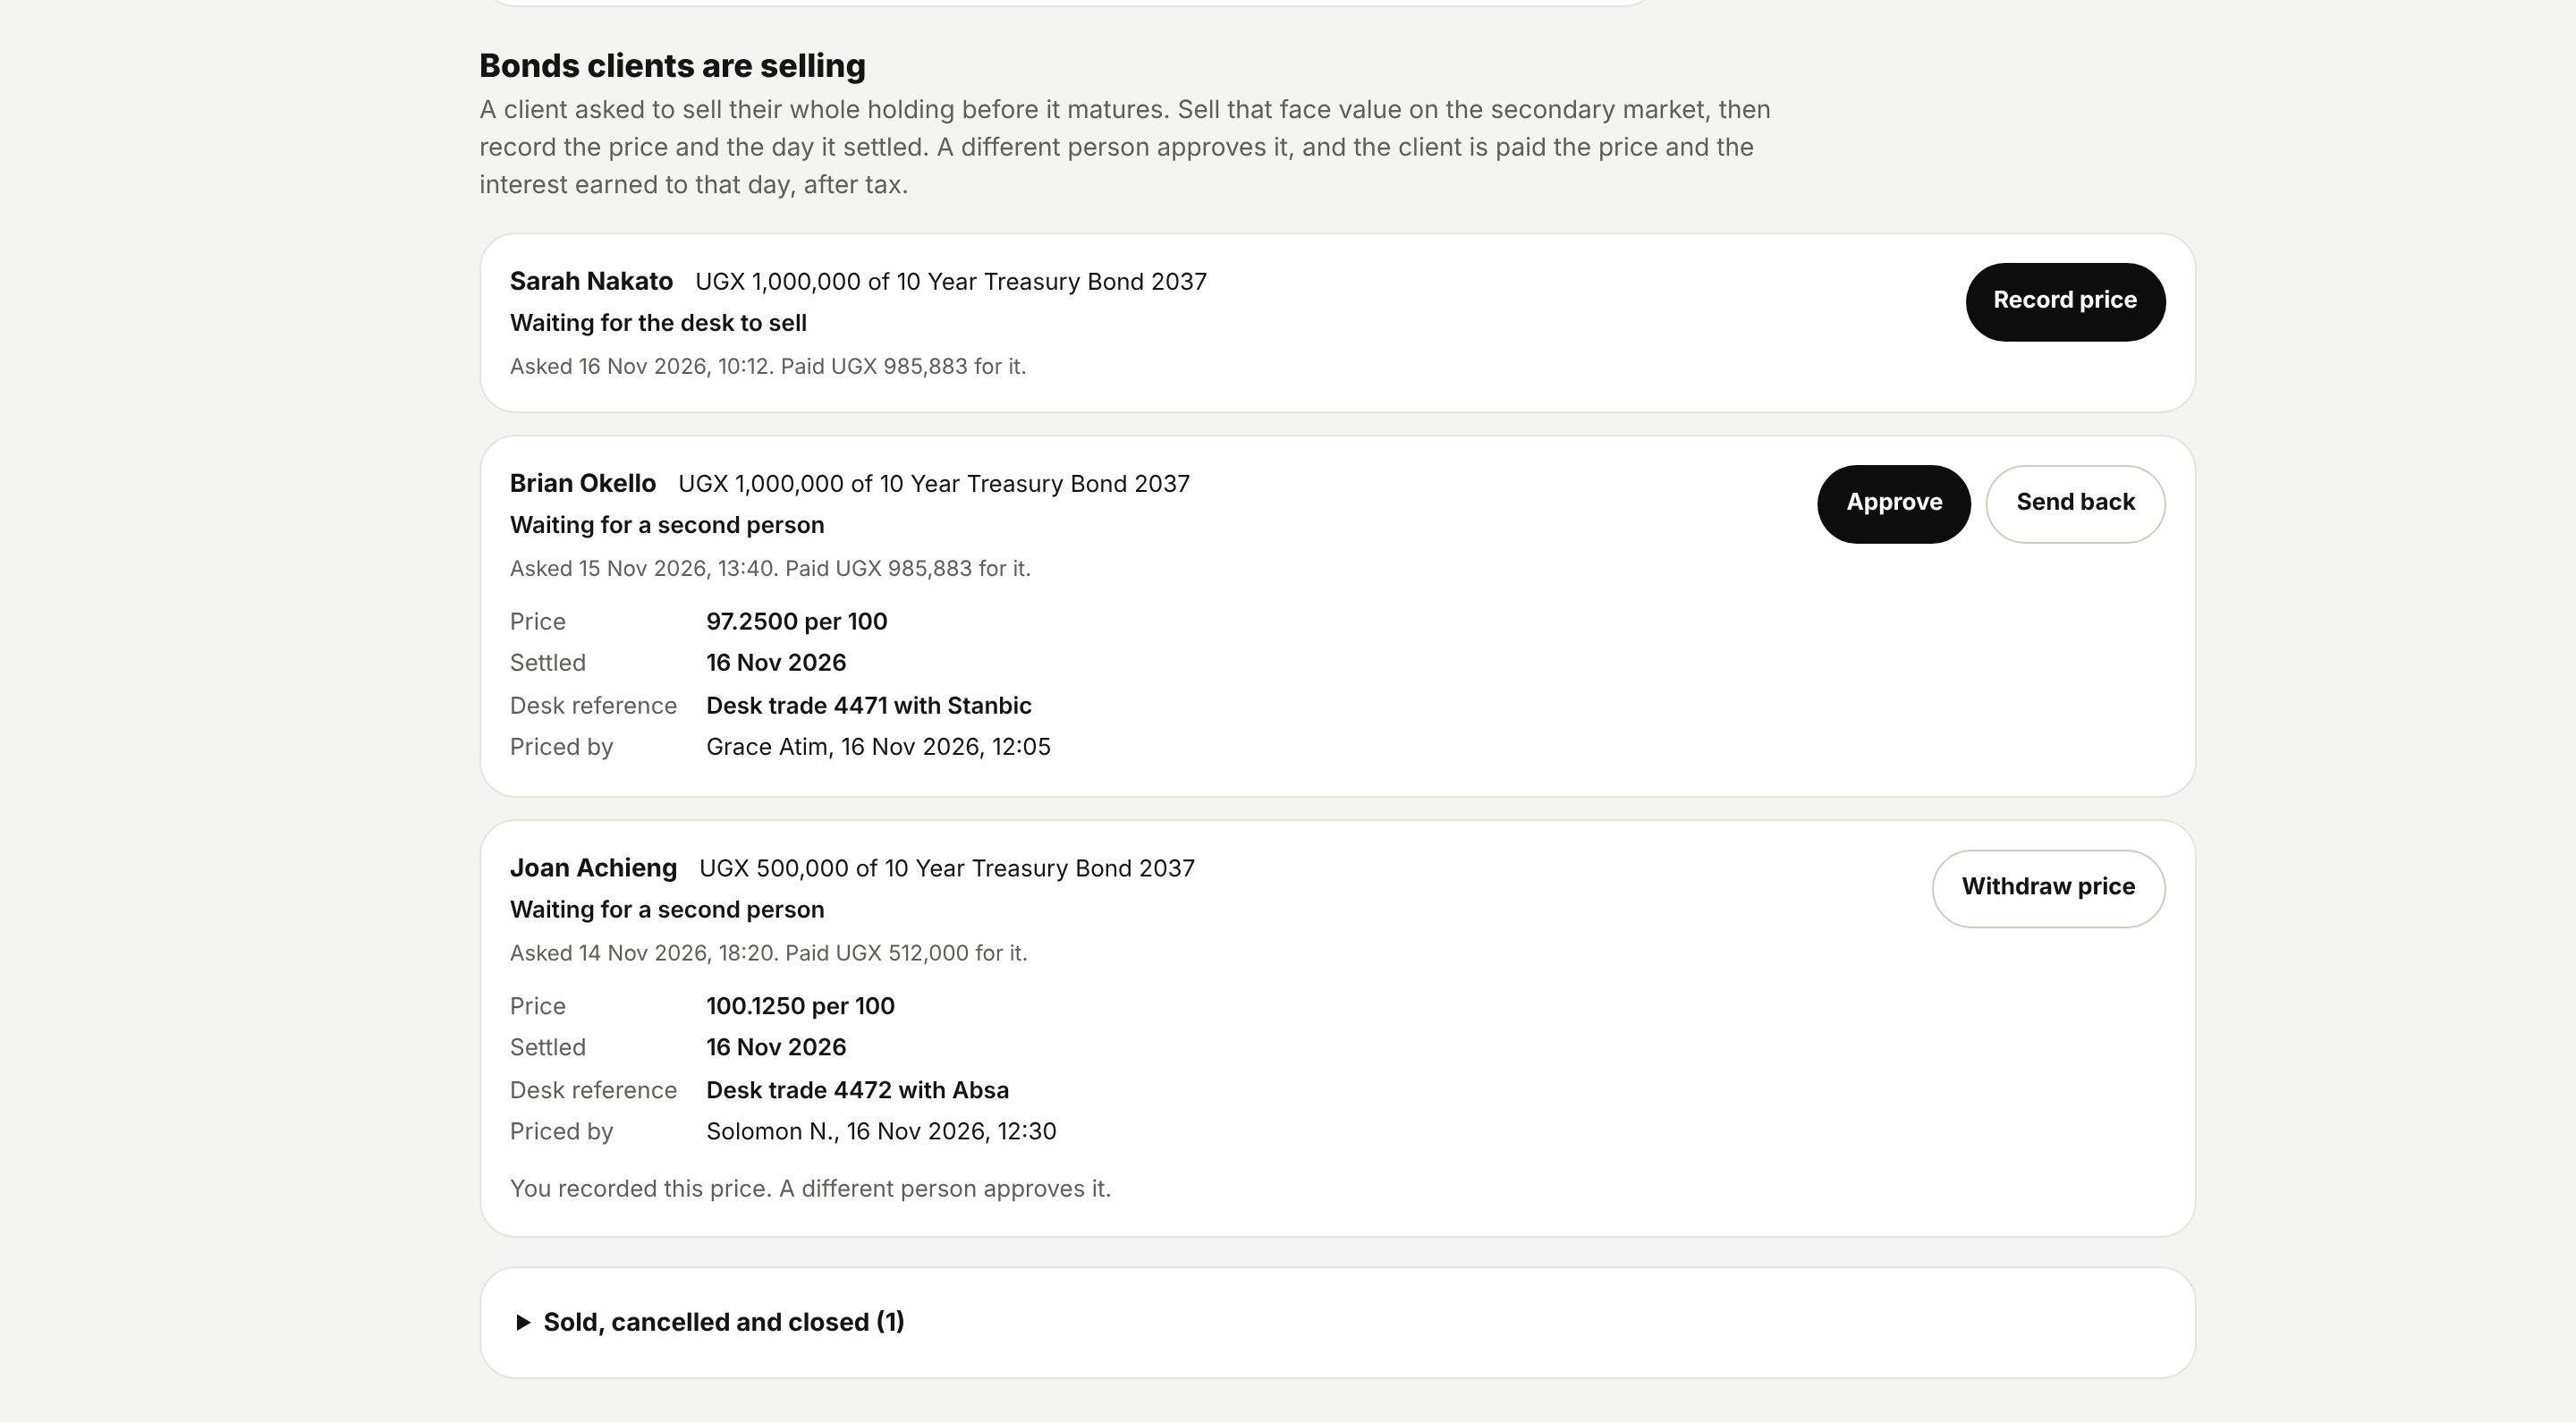 Bonds clients are selling
A client asked to sell their whole holding before it matures. Sell that face value on the secondary market, then
record the price and the day it settled. A different person approves it, and the client is paid the price and the
interest earned to that day, after tax.
Sarah Nakato UGX 1,000,000 of 10 Year Treasury Bond 2037
Record price
Waiting for the desk to sell
Asked 16 Nov 2026, 10:12. Paid UGX 985,883 for it.
Brian Okello UGX 1,000,000 of 10 Year Treasury Bond 2037
Approve Send back
Waiting for a second person
Asked 15 Nov 2026, 13:40. Paid UGX 985,883 for it.
Price 97.2500 per 100
Settled 16 Nov 2026
Desk reference Desk trade 4471 with Stanbic
Priced by Grace Atim, 16 Nov 2026, 12:05
Joan Achieng UGX 500,000 of 10 Year Treasury Bond 2037
Withdraw price
Waiting for a second person
Asked 14 Nov 2026, 18:20. Paid UGX 512,000 for it.
Price 100.1250 per 100
Settled 16 Nov 2026
Desk reference Desk trade 4472 with Absa
Priced by Solomon N., 16 Nov 2026, 12:30
You recorded this price. A different person approves it.
Sold, cancelled and closed (1)